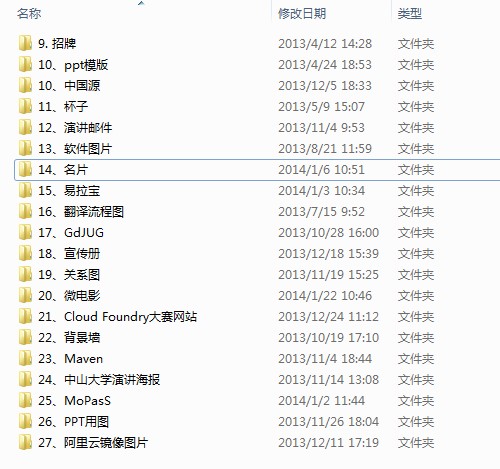 名称 修改日期 类型
9. 招牌 2013/4/12 14:28 文件夹
10、ppt模版 2013/4/24 18:53 文件夹
10、中国源 2013/12/5 18:33 文件夹
11、杯子 2013/5/9 15:07 文件夹
12、演讲邮件 2013/11/4 9:53 文件夹
13、软件图片 2013/8/21 11:59 文件夹
14、名片 2014/1/6 10:51 文件夹
15、易拉宝 2014/1/3 10:34 文件夹
16、翻译流程图 2013/7/15 9:52 文件夹
17、GdJUG 2013/10/28 16:00 文件夹
18、宣传册 2013/12/18 15:39 文件夹
19、关系图 2013/11/19 15:25 文件夹
20、微电影 2014/1/22 10:46 文件夹
21、Cloud Foundry大赛网站 2013/12/24 11:12 文件夹
22、背景墙 2013/10/19 17:10 文件夹
23、Maven 2013/11/4 18:44 文件夹
24、中山大学演讲海报 2013/11/14 13:08 文件夹
25、MoPasS 2014/1/2 11:44 文件夹
26、PPT用图 2013/11/26 18:04 文件夹
27、阿里云镜像图片 2013/12/11 17:19 文件夹